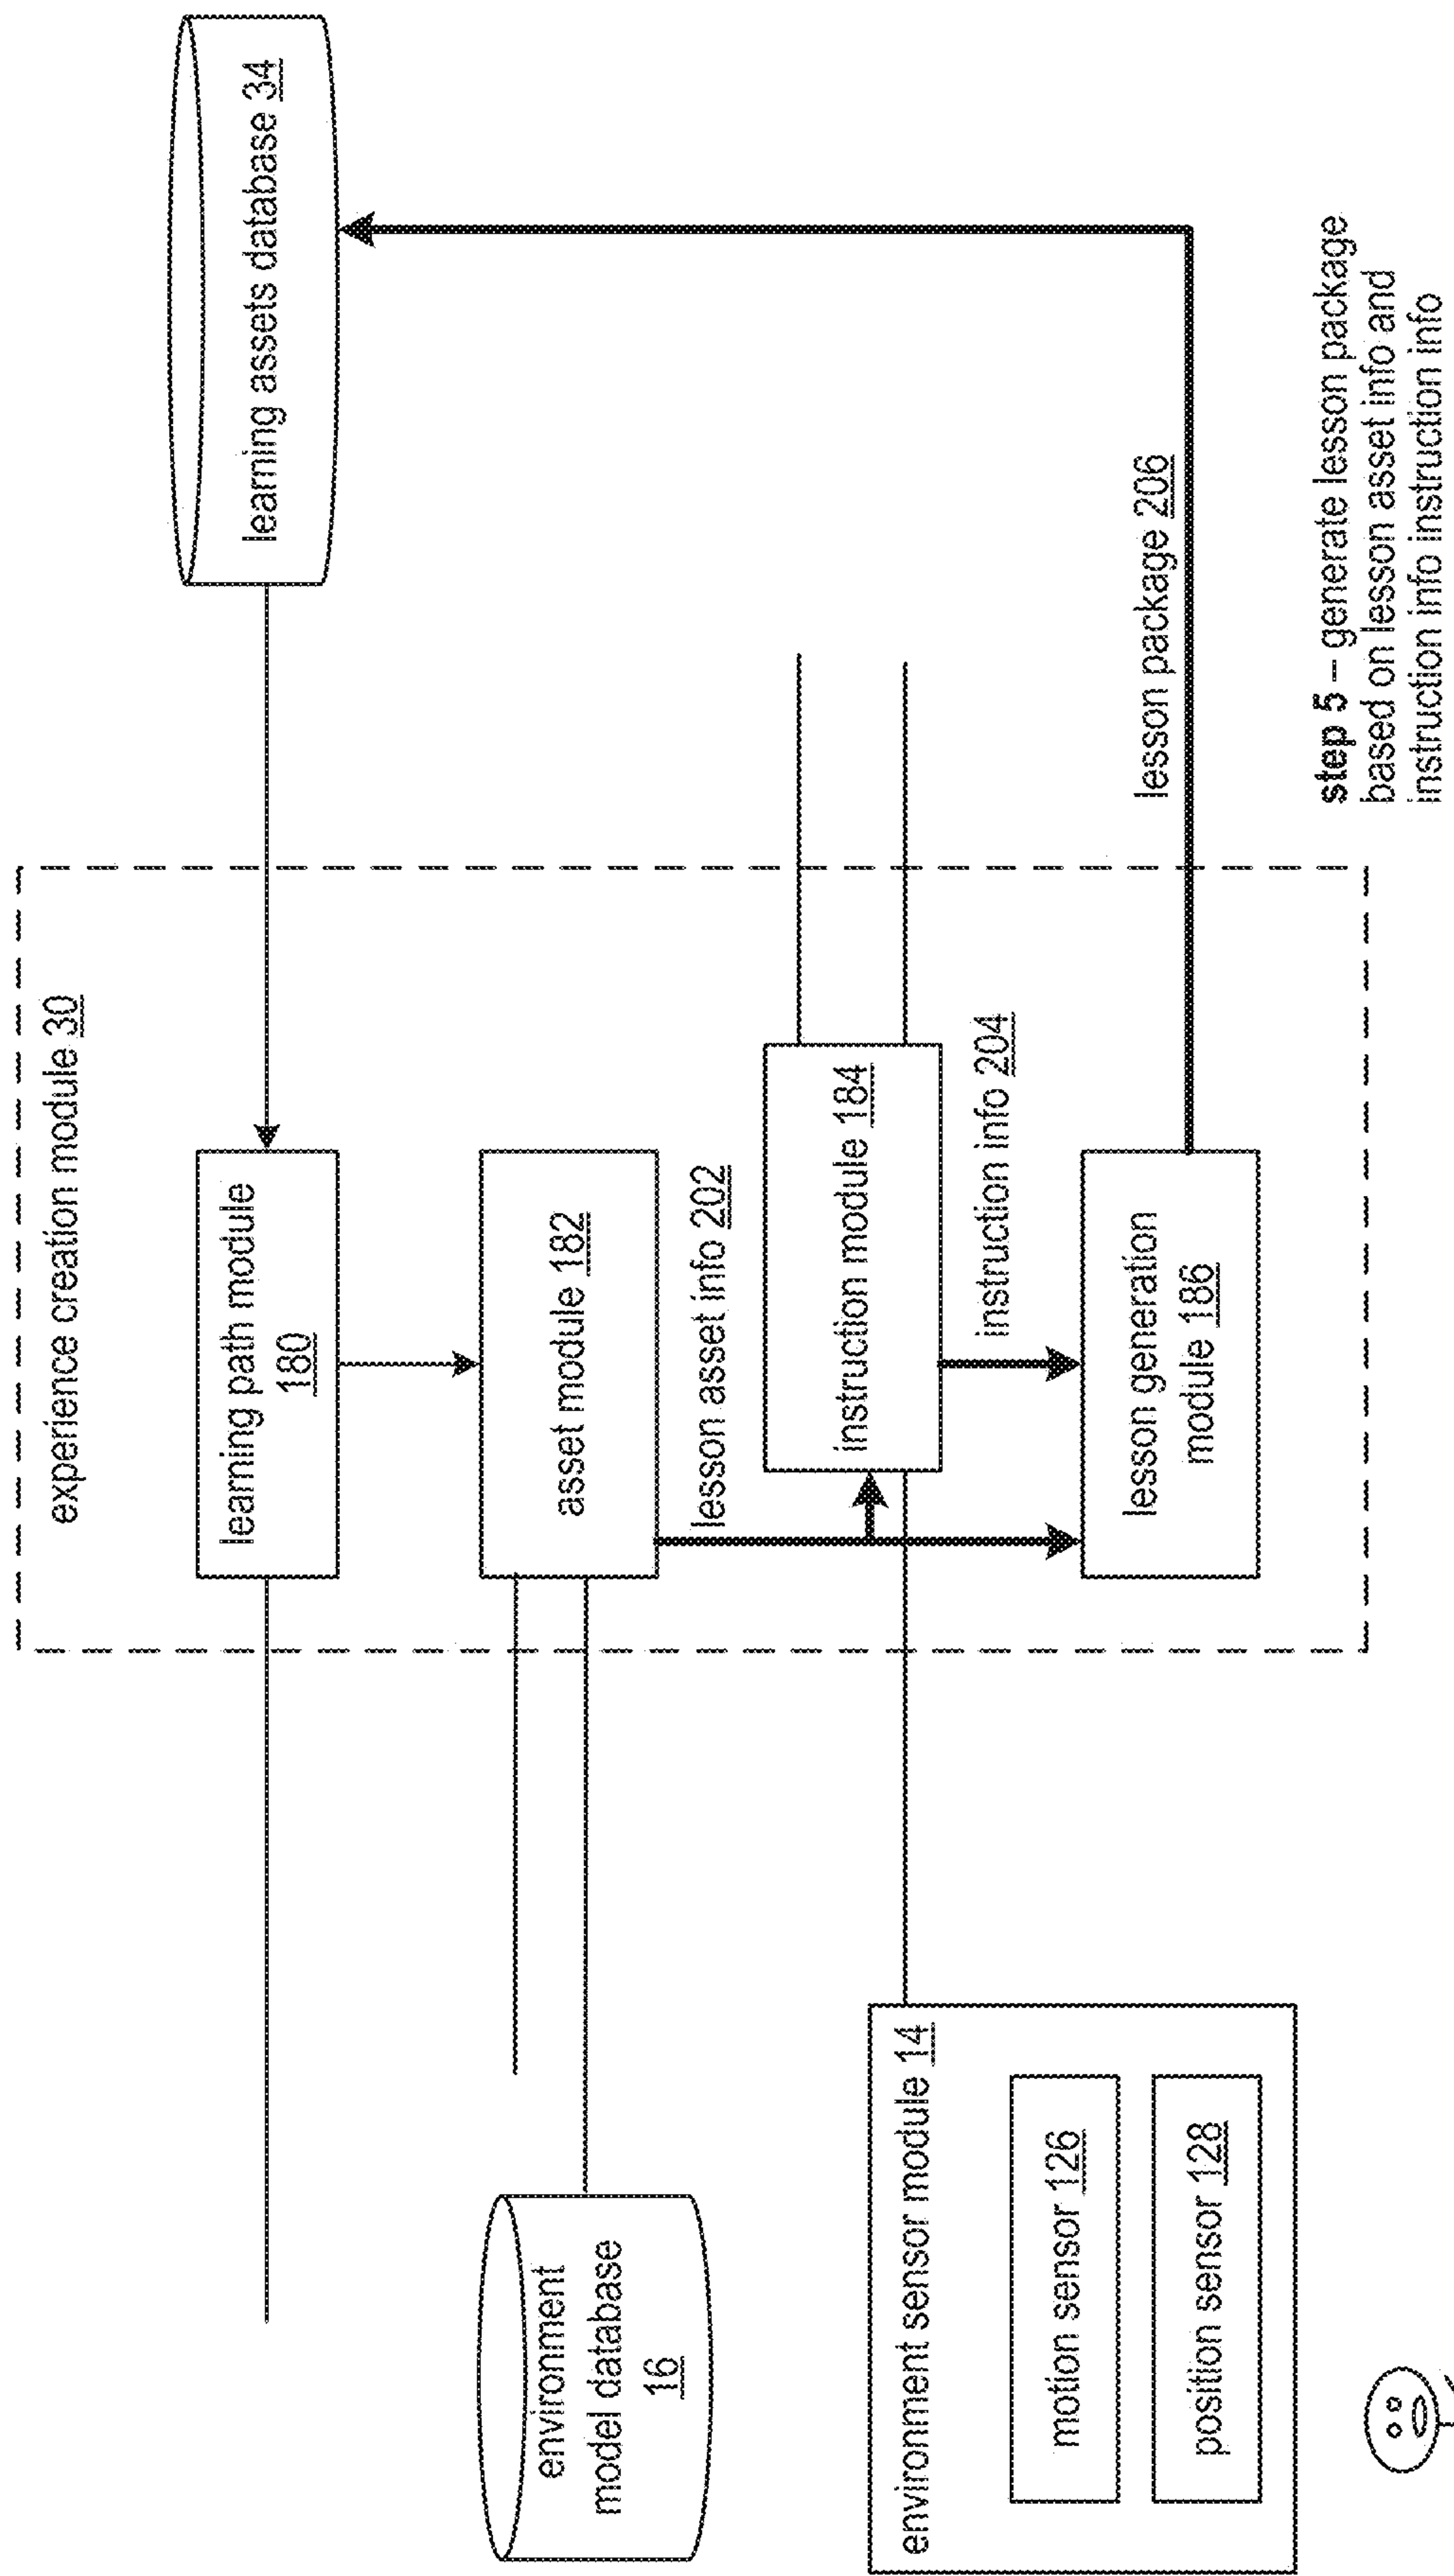 experience creation module 30
learning assets database 34
learning path module
180
environment
model database
16
asset module 182
lesson asset info 202
instruction module 184
instruction info 204
environment sensor module 14
motion sensor 126
position sensor 128
lesson generation
module 186
lesson package 206
step 5 – generate lesson package
based on lesson asset info and
instruction info instruction info